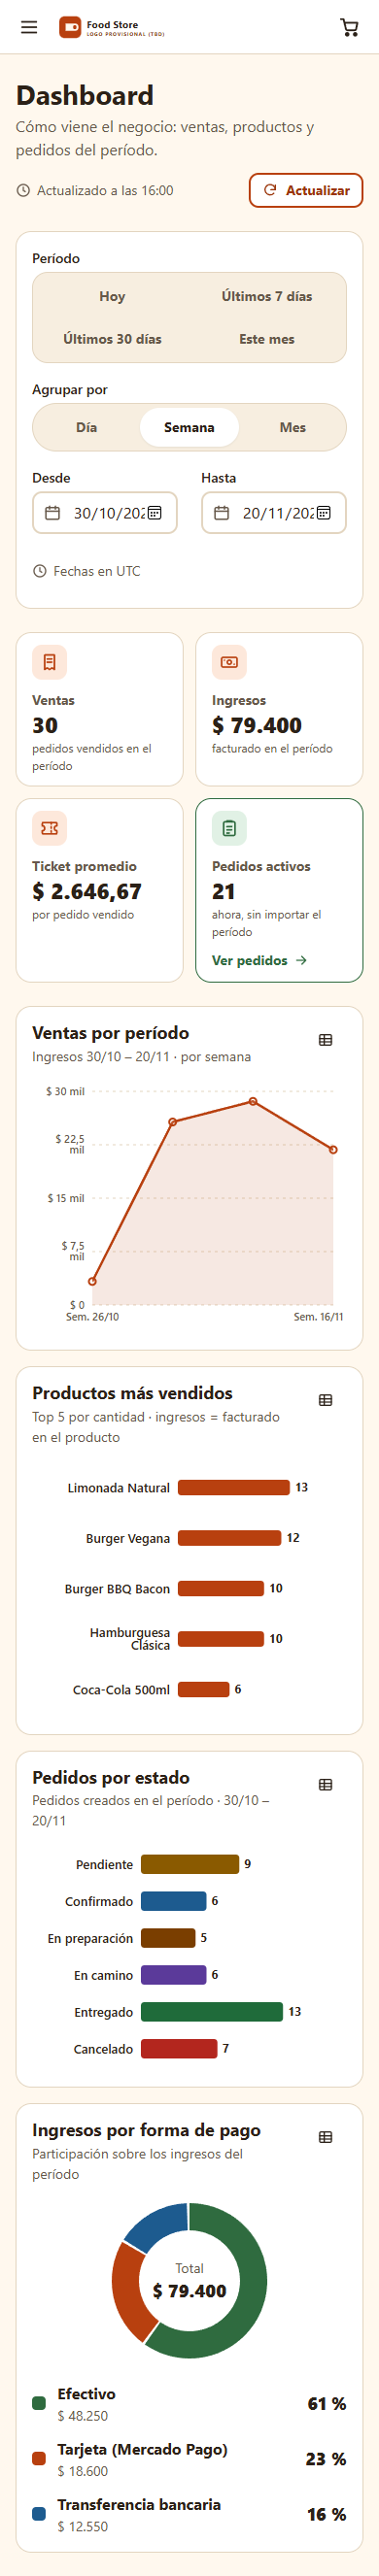 Food Store
LOGO PROVISIONAL (TBD)
Dashboard
Cómo viene el negocio: ventas, productos y
pedidos del período.
Actualizado a las 16:00
Actualizar
Período
Hoy
Últimos 7 días
Últimos 30 días
Este mes
Agrupar por
Día
Semana
Mes
Desde
Hasta
30/10/202
20/11/202
Fechas en UTC
Ventas
30
pedidos vendidos en el
período
Ingresos
$ 79.400
facturado en el período
Ticket promedio
$ 2.646,67
por pedido vendido
Pedidos activos
21
ahora, sin importar el
período
Ver pedidos →
Ventas por período
Ingresos 30/10 – 20/11 · por semana
$ 30 mil
$ 22,5
mil
$ 15 mil
$ 7,5
mil
$ 0
Sem. 26/10
Sem. 16/11
Productos más vendidos
Top 5 por cantidad · ingresos = facturado
en el producto
Limonada Natural 13
Burger Vegana 12
Burger BBQ Bacon 10
Hamburguesa
Clásica 10
Coca-Cola 500ml 6
Pedidos por estado
Pedidos creados en el período · 30/10 –
20/11
Pendiente 9
Confirmado 6
En preparación 5
En camino 6
Entregado 13
Cancelado 7
Ingresos por forma de pago
Participación sobre los ingresos del
período
Total
$ 79.400
Efectivo
$ 48.250
61 %
Tarjeta (Mercado Pago)
$ 18.600
23 %
Transferencia bancaria
$ 12.550
16 %